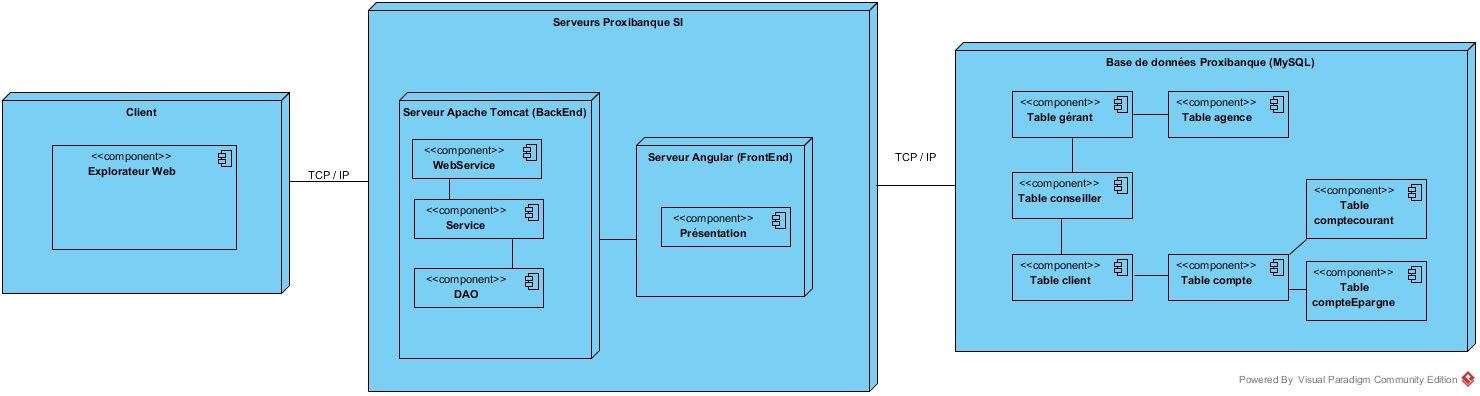 Client
<<component>>
Explorateur Web
TCP / IP
Serveurs Proxibanque SI
Serveur Apache Tomcat (BackEnd)
<<component>>
WebService
<<component>>
Service
<<component>>
DAO
Serveur Angular (FrontEnd)
<<component>>
Présentation
TCP / IP
Base de données Proxibanque (MySQL)
<<component>>
Table gérant
<<component>>
Table agence
<<component>>
Table conseiller
<<component>>
Table
comptecourant
<<component>>
Table client
<<component>>
Table compte
<<component>>
Table
compteEpargne
Powered By Visual Paradigm Community Edition